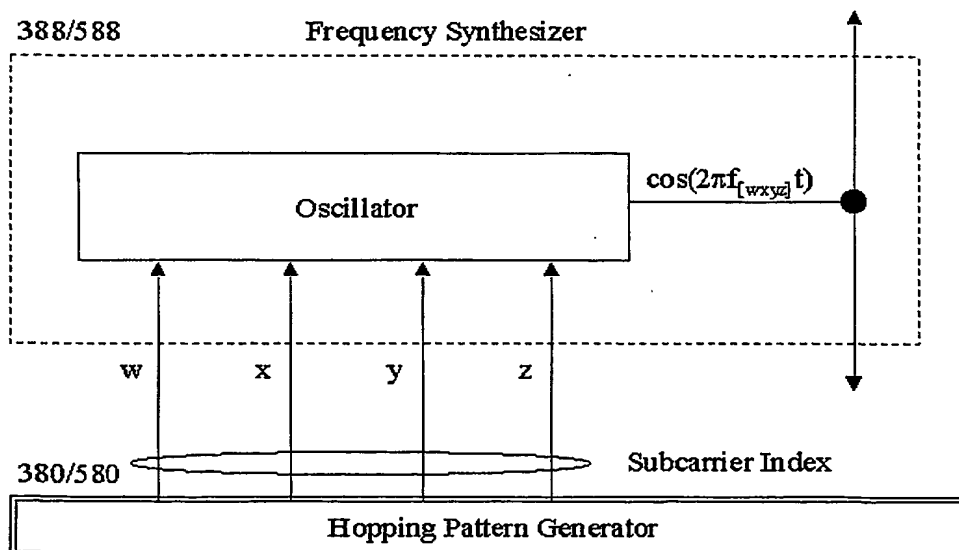 388/588 Frequency Synthesizer
cos(2πf[wxyz]t)
Oscillator
w x y z
380/580 Subcarrier Index
Hopping Pattern Generator